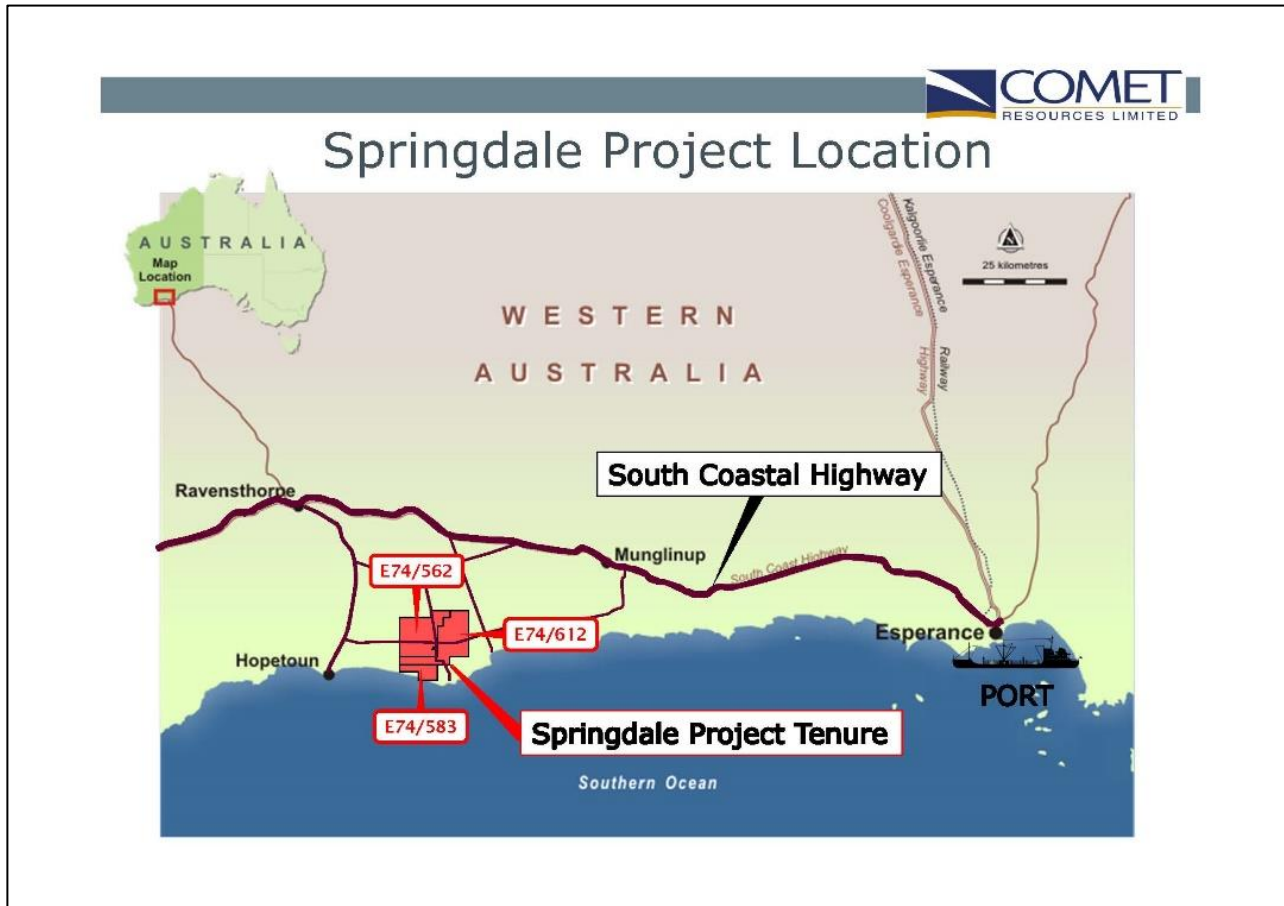 COMET
RESOURCES LIMITED
Springdale Project Location
AUSTRALIA
Map
Location
Kalgoorlie Esperance
Railway
Coolgardie Esperance
Highway
N
25 kilometres
WESTERN
AUSTRALIA
South Coastal Highway
Ravensthorpe
Munglinup
South Coast Highway
E74/562
E74/612
Esperance
Hopetoun
PORT
E74/583
Springdale Project Tenure
Southern Ocean